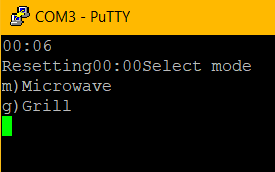 COM3 - PuTTY
00:06
Resetting00:00Select mode
m)Microwave
g)Grill